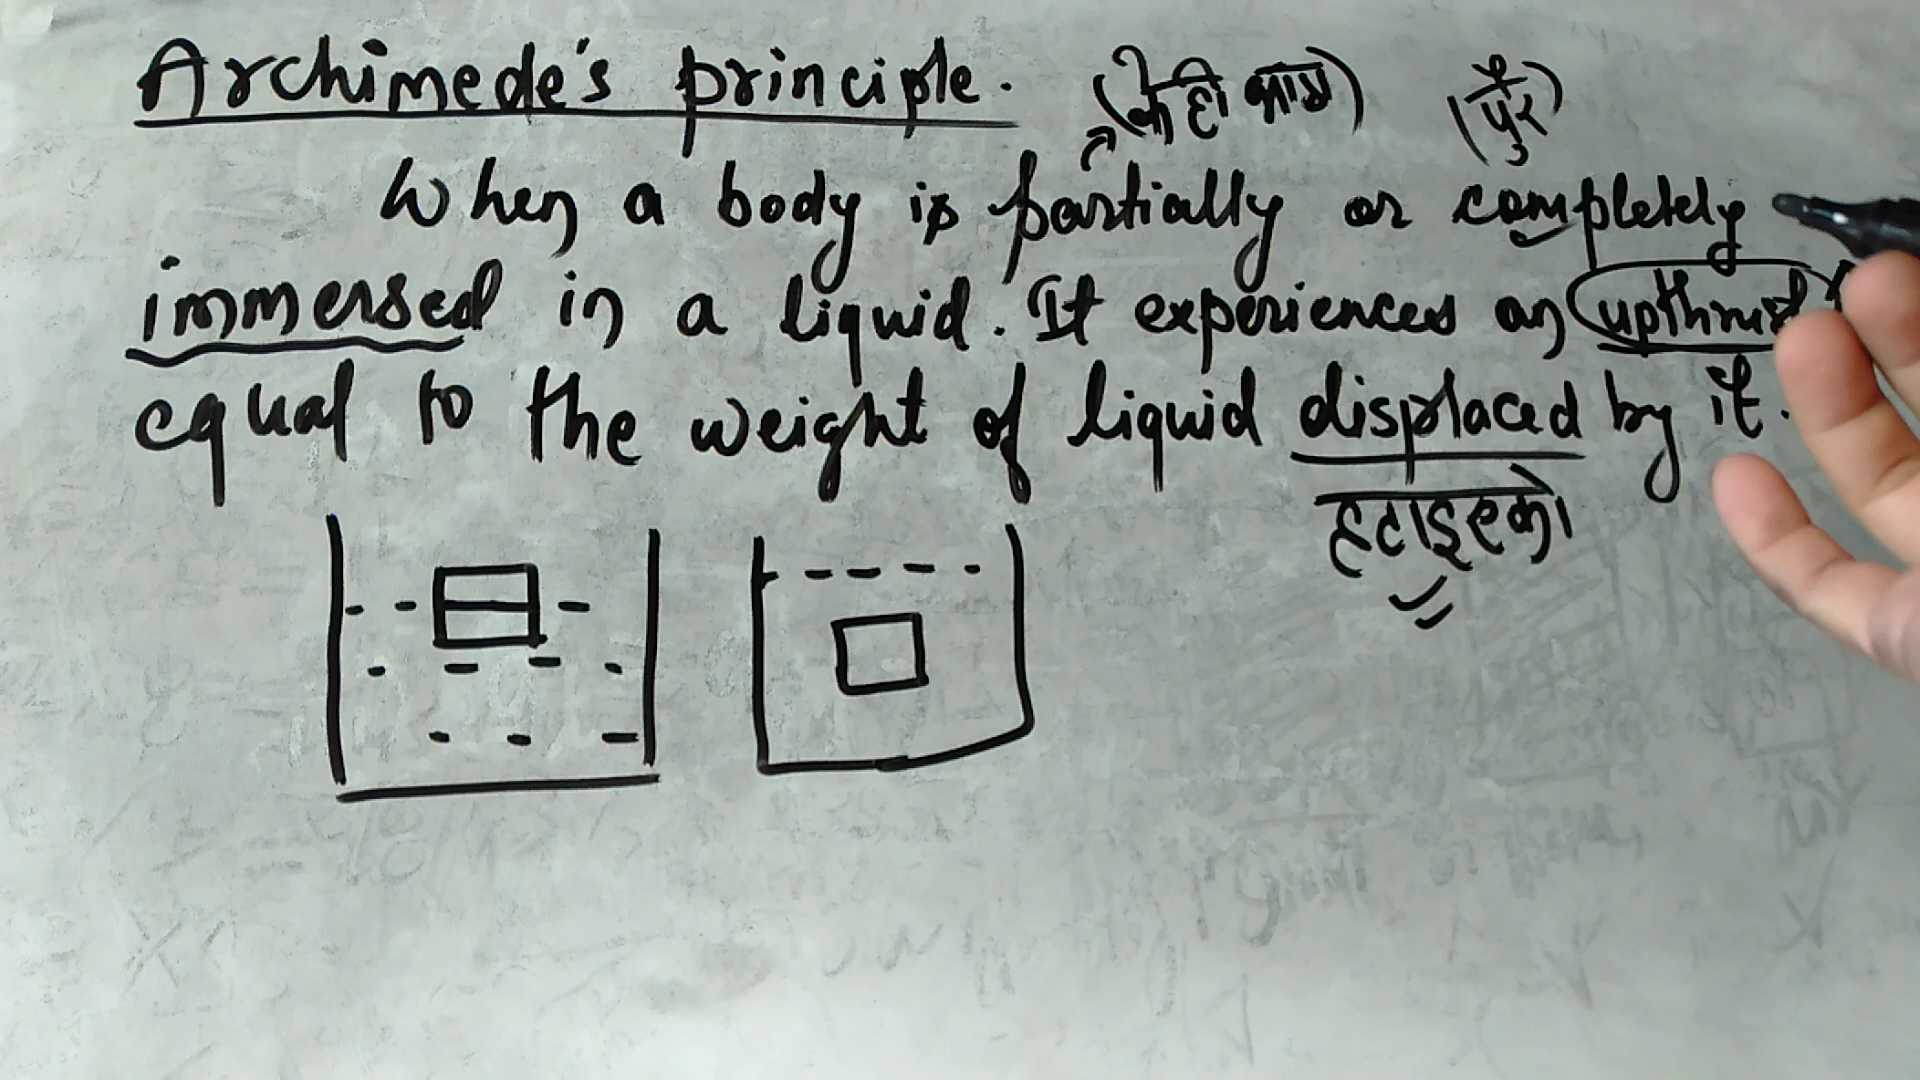 Archimede's principle. (केही भाग) (पुरै)
When a body is partially or completely
immersed in a liquid. It experiences an upthrust
equal to the weight of liquid displaced by it.
हटाइएको